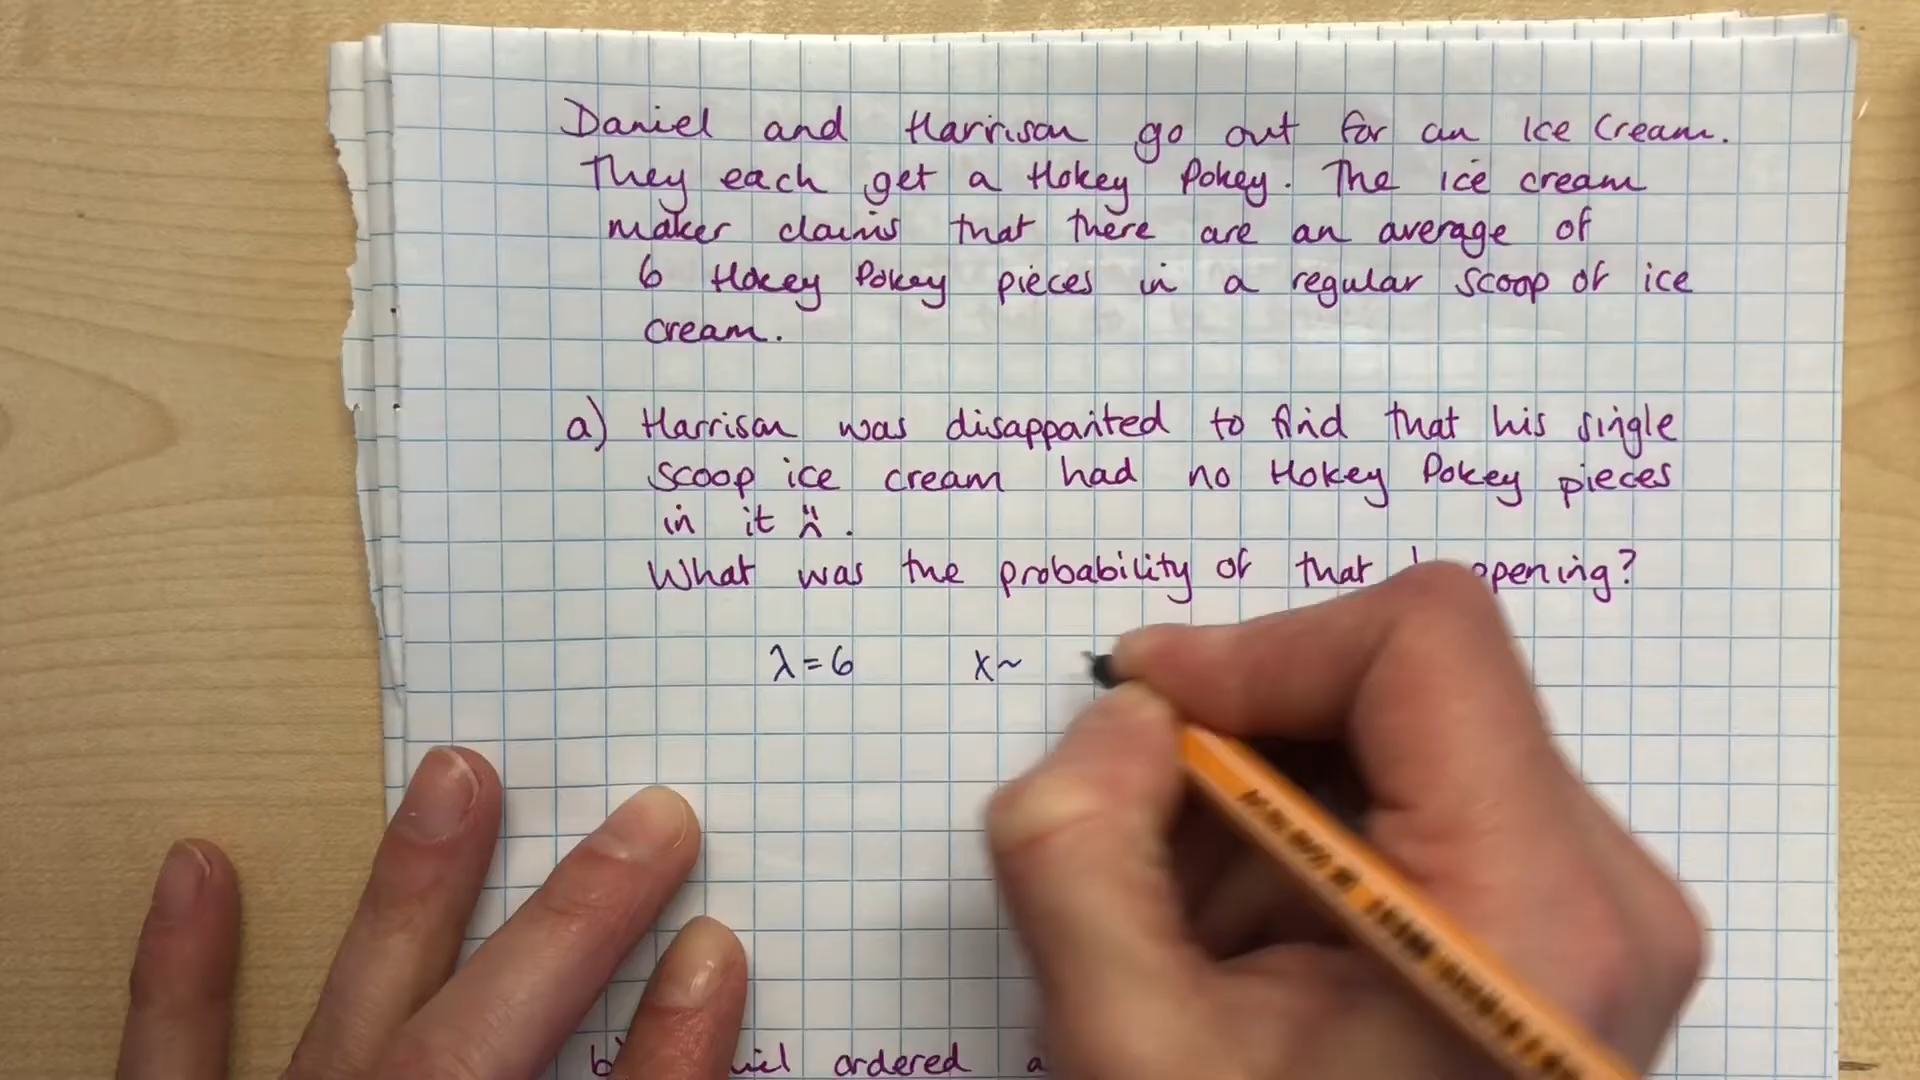 Daniel and Harrison go out for an Ice Cream.
They each get a Hokey Pokey. The ice cream
maker claims that there are an average of
6 Hokey Pokey pieces in a regular scoop of ice
cream.
a) Harrison was disappointed to find that his single
scoop ice cream had no Hokey Pokey pieces
in it
What was the probability of that
λ = 6 X~
ordered a